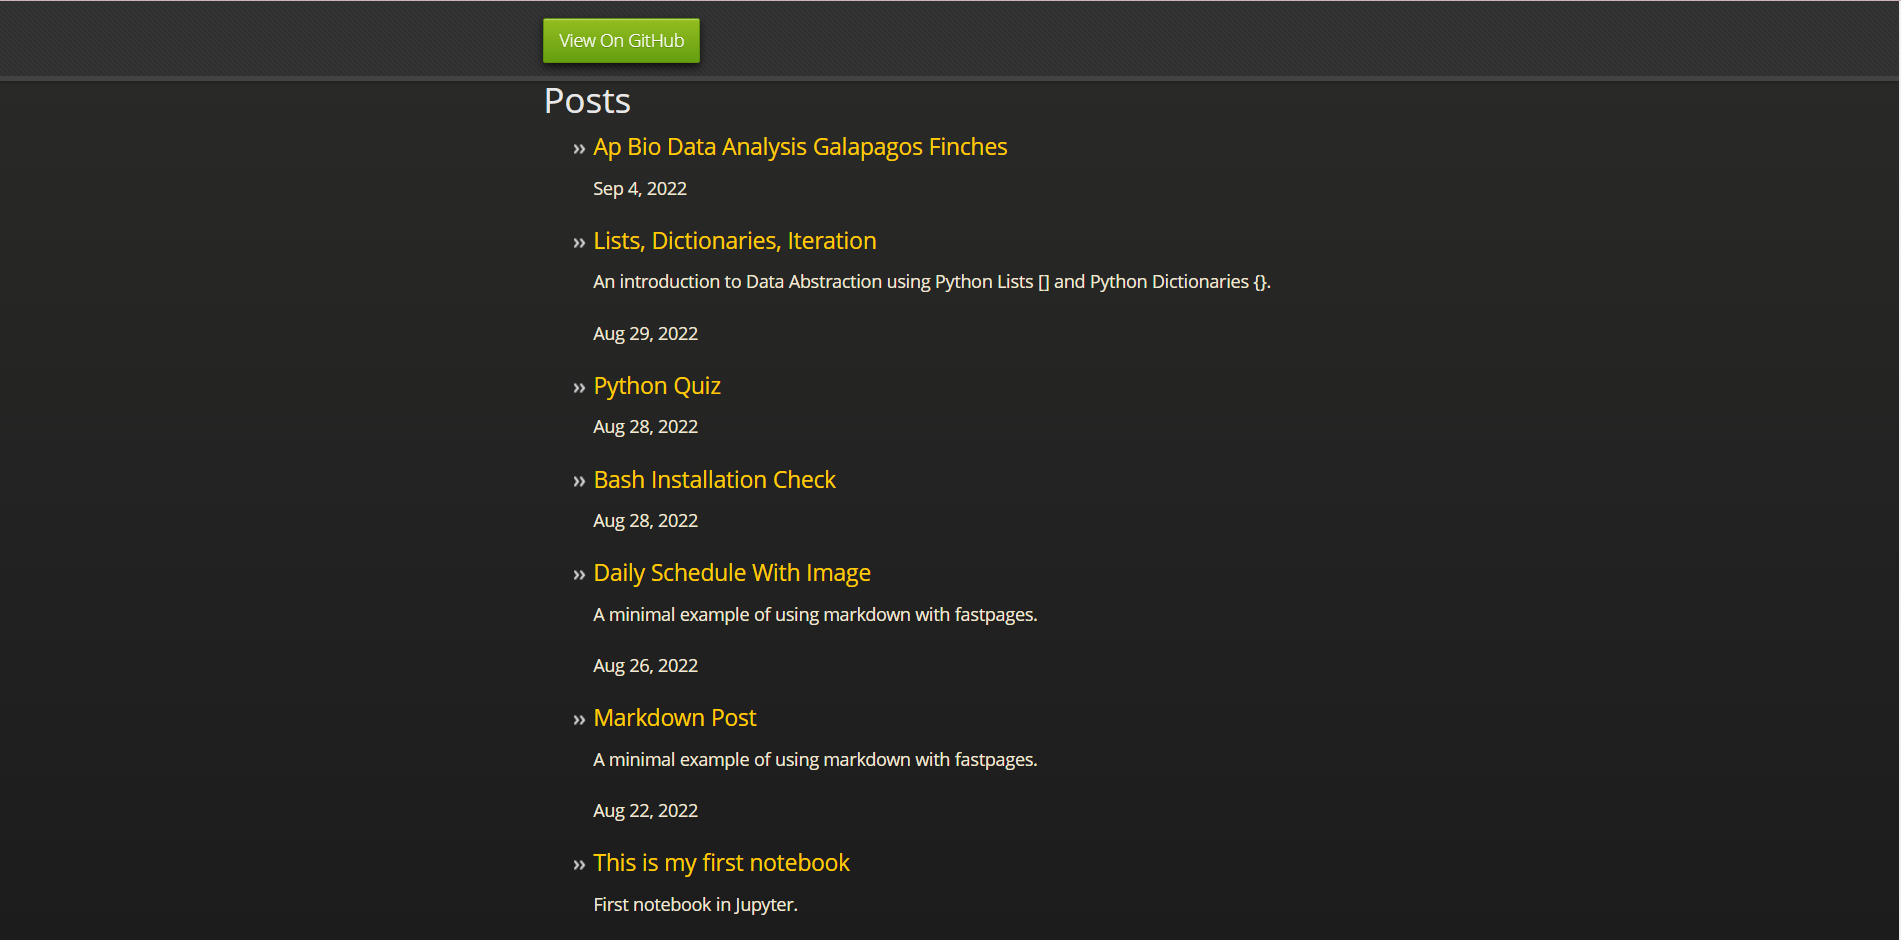 View On GitHub
Posts
» Ap Bio Data Analysis Galapagos Finches
Sep 4, 2022
» Lists, Dictionaries, Iteration
An introduction to Data Abstraction using Python Lists [] and Python Dictionaries {}.
Aug 29, 2022
» Python Quiz
Aug 28, 2022
» Bash Installation Check
Aug 28, 2022
» Daily Schedule With Image
A minimal example of using markdown with fastpages.
Aug 26, 2022
» Markdown Post
A minimal example of using markdown with fastpages.
Aug 22, 2022
» This is my first notebook
First notebook in Jupyter.